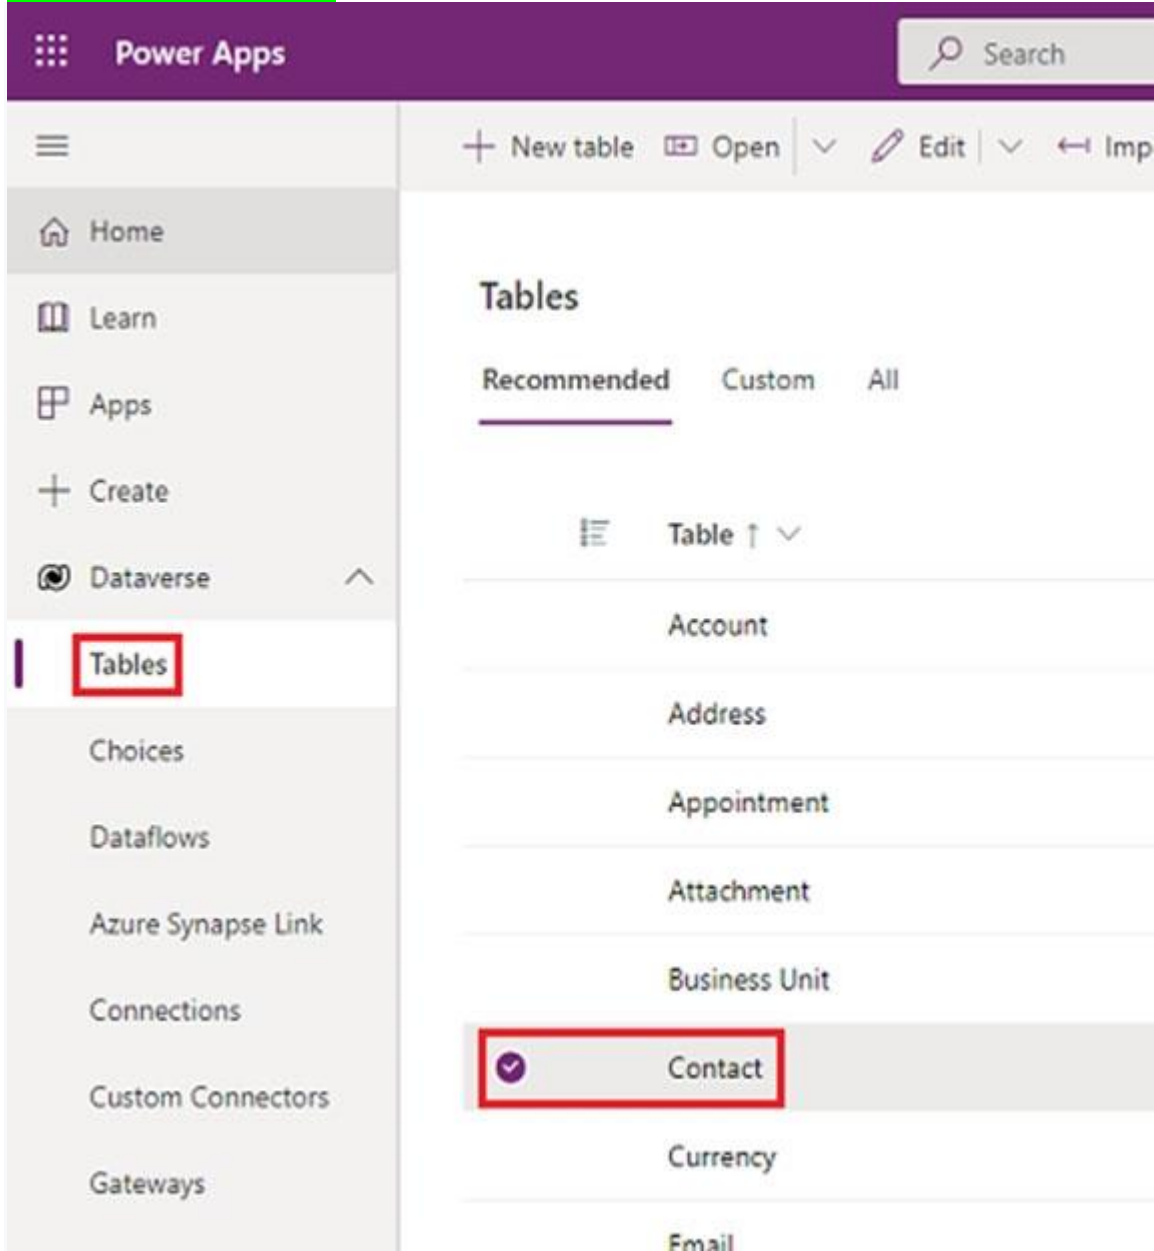 Power Apps
Search
New table Open Edit Imp
Home
Learn
Apps
Create
Dataverse
Tables
Choices
Dataflows
Azure Synapse Link
Connections
Custom Connectors
Gateways
Tables
Recommended Custom All
Table
Account
Address
Appointment
Attachment
Business Unit
Contact
Currency
Email